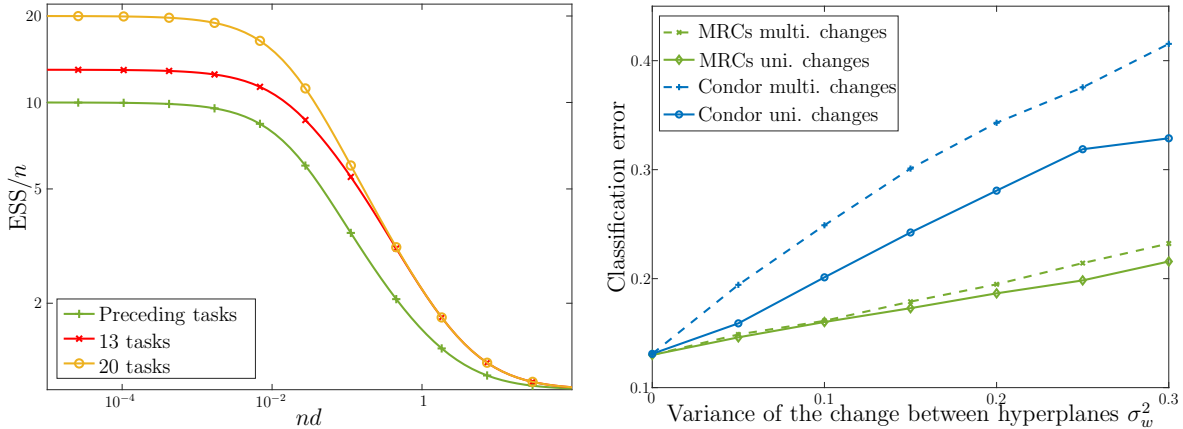 20
10
5
2
ESS/n
Preceding tasks
13 tasks
20 tasks
10⁻⁴
10⁻²
1
nd
0.4
0.3
0.2
0.1
Classification error
MRCs multi. changes
MRCs uni. changes
Condor multi. changes
Condor uni. changes
0
0.1
0.2
0.3
Variance of the change between hyperplanes σ_w^2